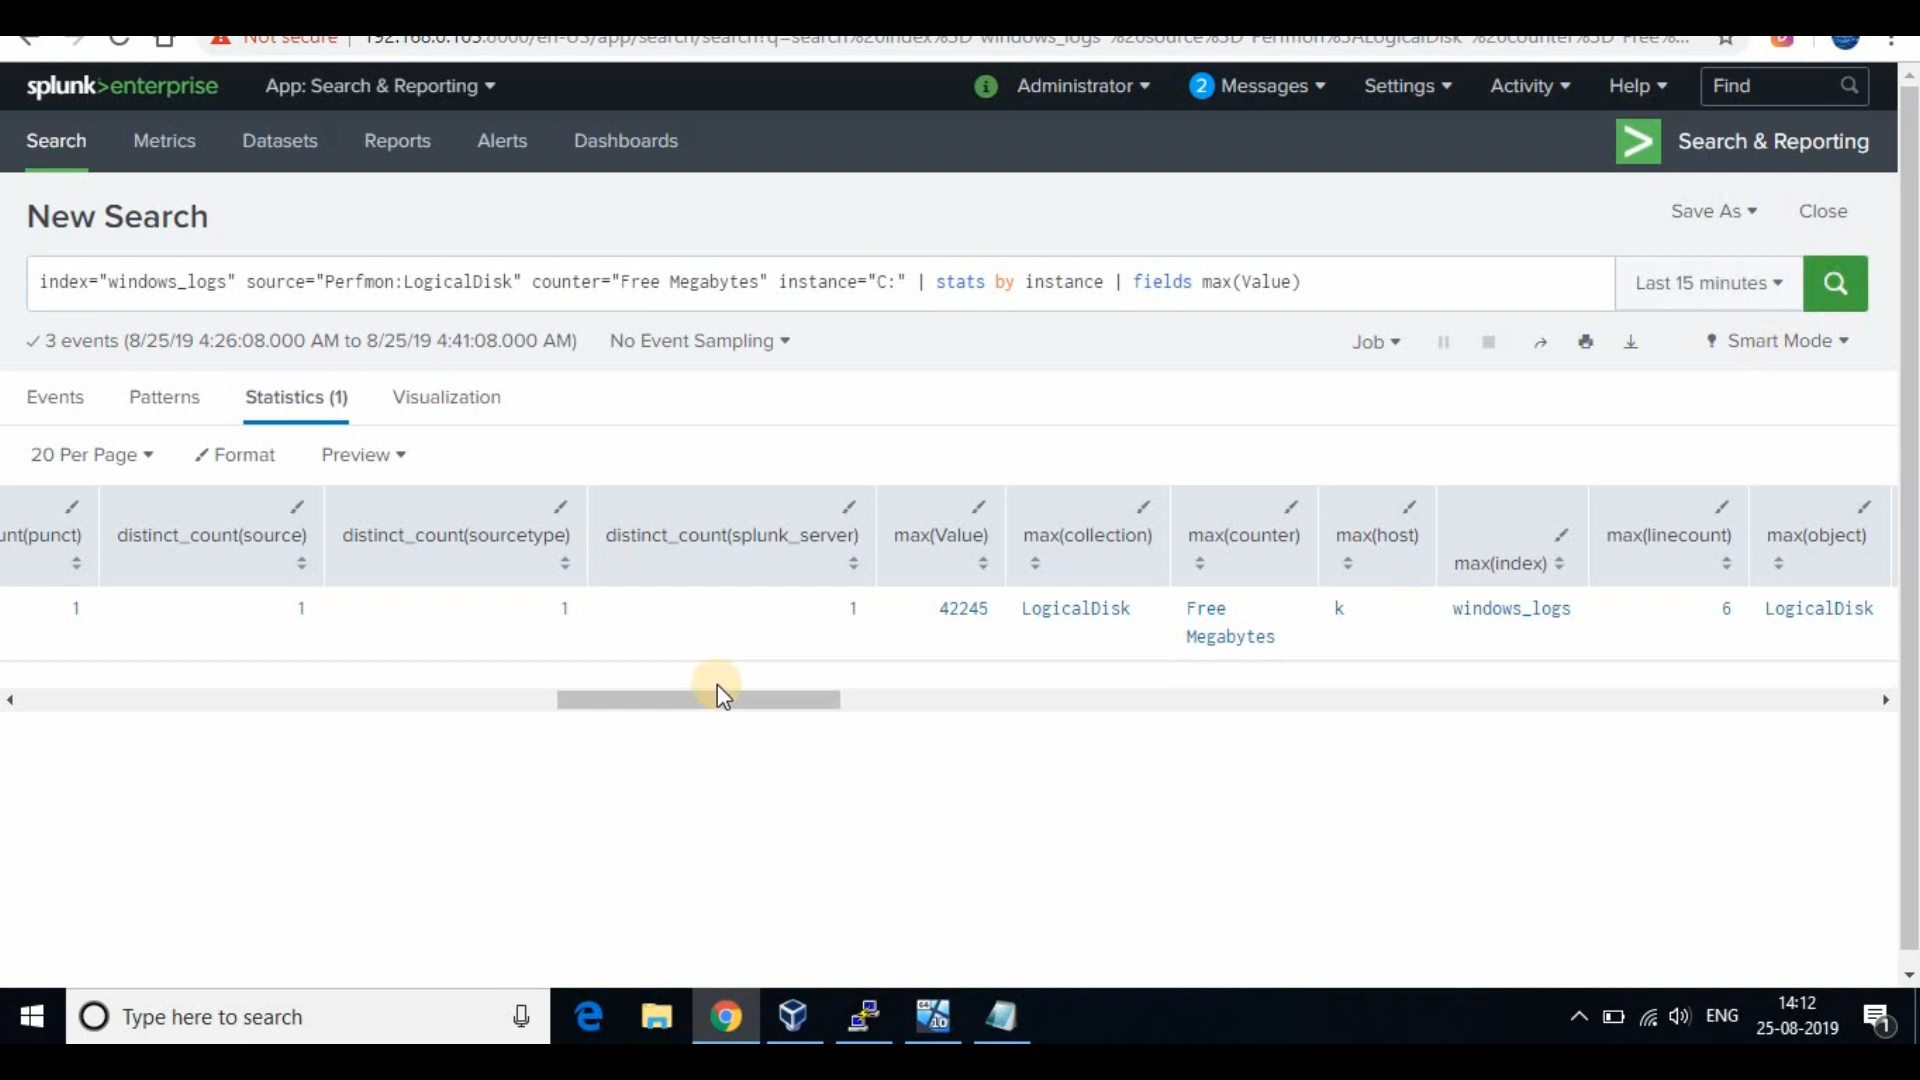 Not secure
splunk>enterprise App: Search & Reporting Administrator 2 Messages Settings Activity Help Find
Search Metrics Datasets Reports Alerts Dashboards > Search & Reporting
New Search Save As Close
index="windows_logs" source="Perfmon:LogicalDisk" counter="Free Megabytes" instance="C:" | stats by instance | fields max(Value) Last 15 minutes
✓ 3 events (8/25/19 4:26:08.000 AM to 8/25/19 4:41:08.000 AM) No Event Sampling Job Smart Mode
Events Patterns Statistics (1) Visualization
20 Per Page Format Preview
unt(punct) distinct_count(source) distinct_count(sourcetype) distinct_count(splunk_server) max(Value) max(collection) max(counter) max(host) max(index) max(linecount) max(object)
1 1 1 1 42245 LogicalDisk Free Megabytes k windows_logs 6 LogicalDisk
Type here to search 64 10 ENG 14:12
25-08-2019 1